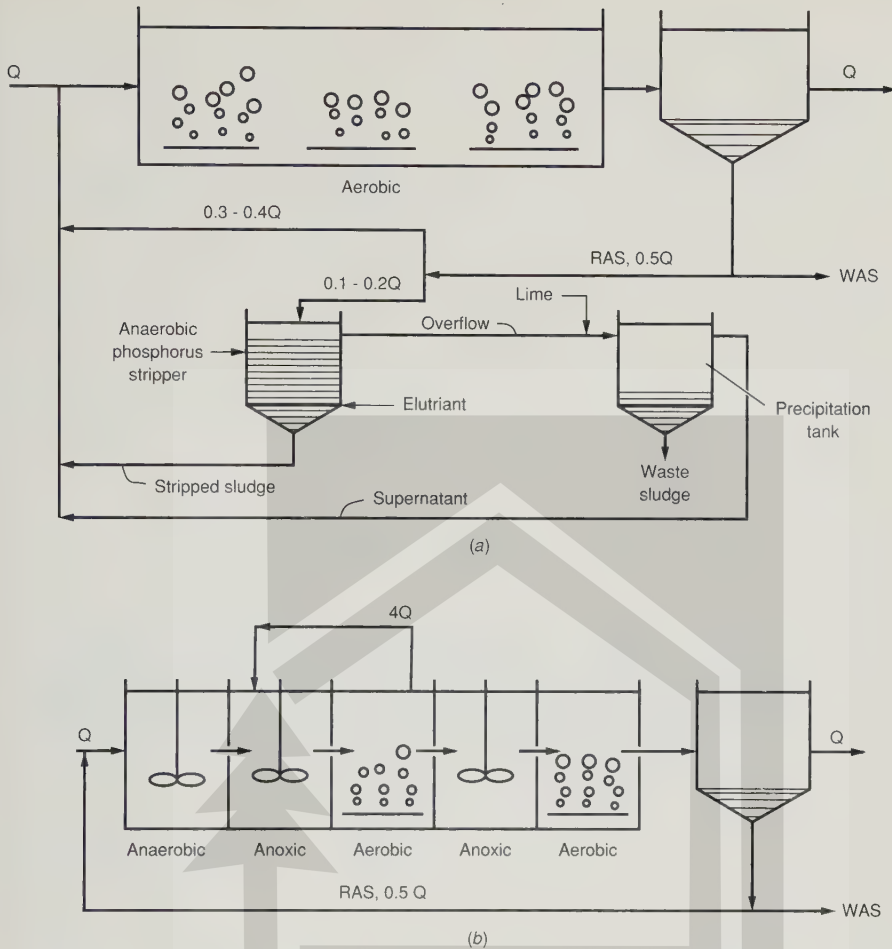 Q
Q
Aerobic
0.3 - 0.4Q
RAS, 0.5Q
WAS
0.1 - 0.2Q
Lime
Overflow
Anaerobic
phosphorus
stripper
Elutriant
Precipitation
tank
Stripped sludge
Waste
sludge
Supernatant
(a)
4Q
Q
Q
Anaerobic
Anoxic
Aerobic
Anoxic
Aerobic
RAS, 0.5 Q
WAS
(b)